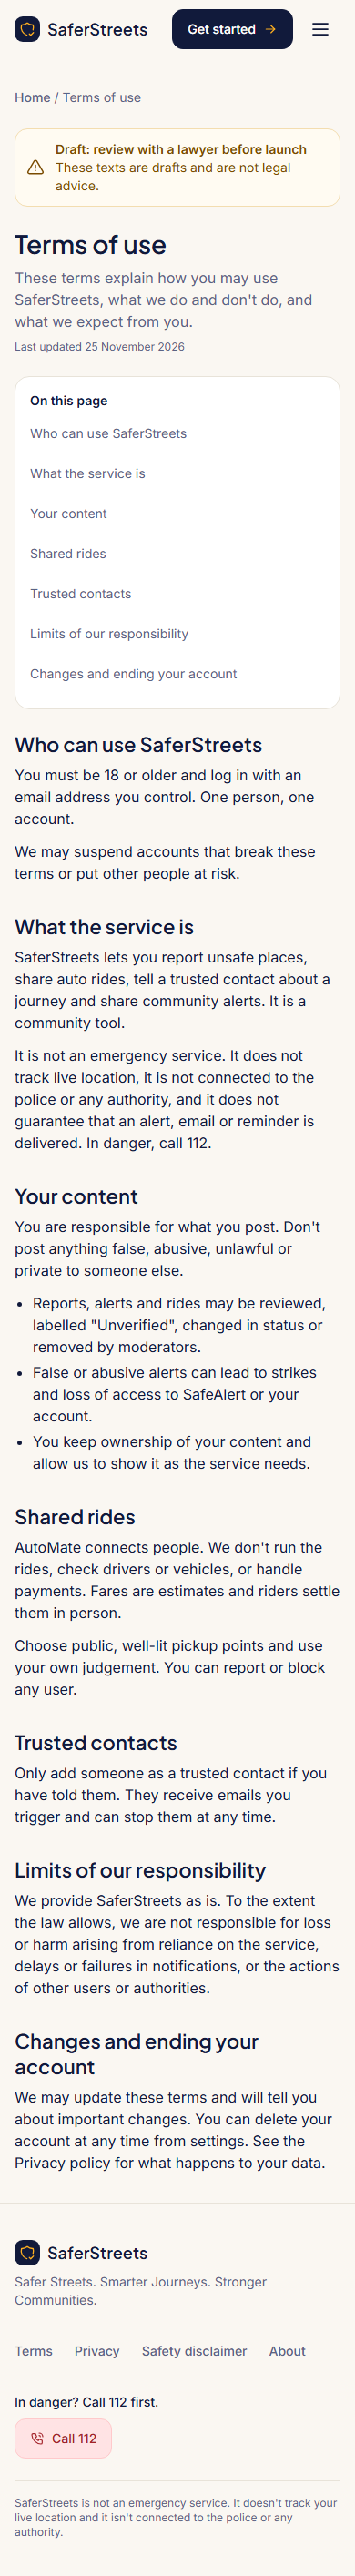 SaferStreets
Get started →
Home / Terms of use
Draft: review with a lawyer before launch
These texts are drafts and are not legal
advice.
Terms of use
These terms explain how you may use
SaferStreets, what we do and don't do, and
what we expect from you.
Last updated 25 November 2026
On this page
Who can use SaferStreets
What the service is
Your content
Shared rides
Trusted contacts
Limits of our responsibility
Changes and ending your account
Who can use SaferStreets
You must be 18 or older and log in with an
email address you control. One person, one
account.
We may suspend accounts that break these
terms or put other people at risk.
What the service is
SaferStreets lets you report unsafe places,
share auto rides, tell a trusted contact about a
journey and share community alerts. It is a
community tool.
It is not an emergency service. It does not
track live location, it is not connected to the
police or any authority, and it does not
guarantee that an alert, email or reminder is
delivered. In danger, call 112.
Your content
You are responsible for what you post. Don't
post anything false, abusive, unlawful or
private to someone else.
• Reports, alerts and rides may be reviewed,
labelled "Unverified", changed in status or
removed by moderators.
• False or abusive alerts can lead to strikes
and loss of access to SafeAlert or your
account.
• You keep ownership of your content and
allow us to show it as the service needs.
Shared rides
AutoMate connects people. We don't run the
rides, check drivers or vehicles, or handle
payments. Fares are estimates and riders settle
them in person.
Choose public, well-lit pickup points and use
your own judgement. You can report or block
any user.
Trusted contacts
Only add someone as a trusted contact if you
have told them. They receive emails you
trigger and can stop them at any time.
Limits of our responsibility
We provide SaferStreets as is. To the extent
the law allows, we are not responsible for loss
or harm arising from reliance on the service,
delays or failures in notifications, or the actions
of other users or authorities.
Changes and ending your
account
We may update these terms and will tell you
about important changes. You can delete your
account at any time from settings. See the
Privacy policy for what happens to your data.
SaferStreets
Safer Streets. Smarter Journeys. Stronger
Communities.
Terms Privacy Safety disclaimer About
In danger? Call 112 first.
Call 112
SaferStreets is not an emergency service. It doesn't track your
live location and it isn't connected to the police or any
authority.